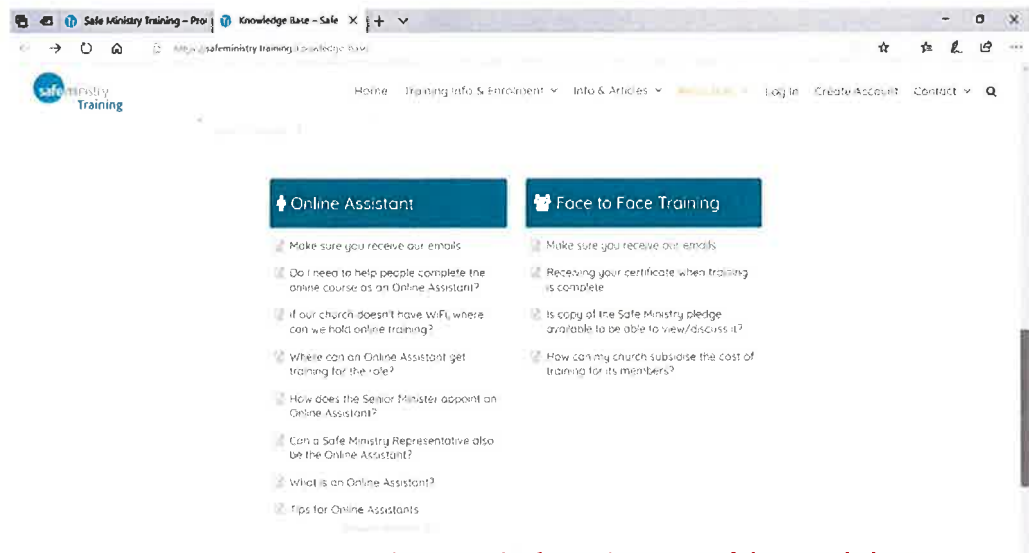 Safe Ministry Training – Pro
Knowledge Base – Safe
safeministry.training
safe ministry
Training
Home Training Info & Enrolment Info & Articles Log In Create Account Contact
Online Assistant
Make sure you receive our emails
Do I need to help people complete the
online course as an Online Assistant?
If our church doesn't have WiFi, where
can we hold online training?
Where can an Online Assistant get
training for the role?
How does the Senior Minister appoint an
Online Assistant?
Can a Safe Ministry Representative also
be the Online Assistant?
What is an Online Assistant?
Tips for Online Assistants
Face to Face Training
Make sure you receive our emails
Receiving your certificate when training
is complete
Is copy of the Safe Ministry pledge
available to be able to view/discuss it?
How can my church subsidise the cost of
training for its members?